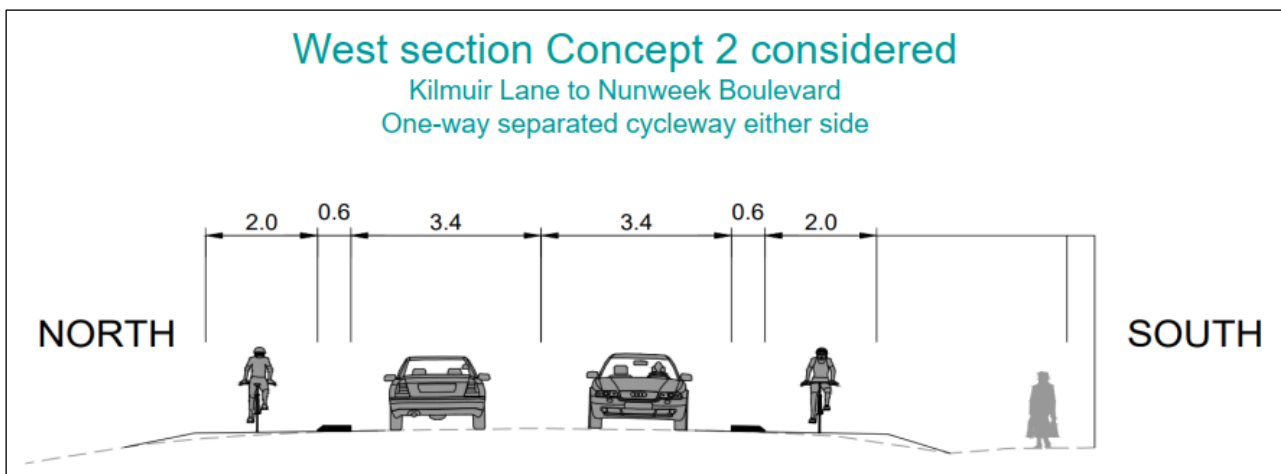 West section Concept 2 considered
Kilmuir Lane to Nunweek Boulevard
One-way separated cycleway either side
2.0 0.6 3.4 3.4 0.6 2.0
NORTH
SOUTH